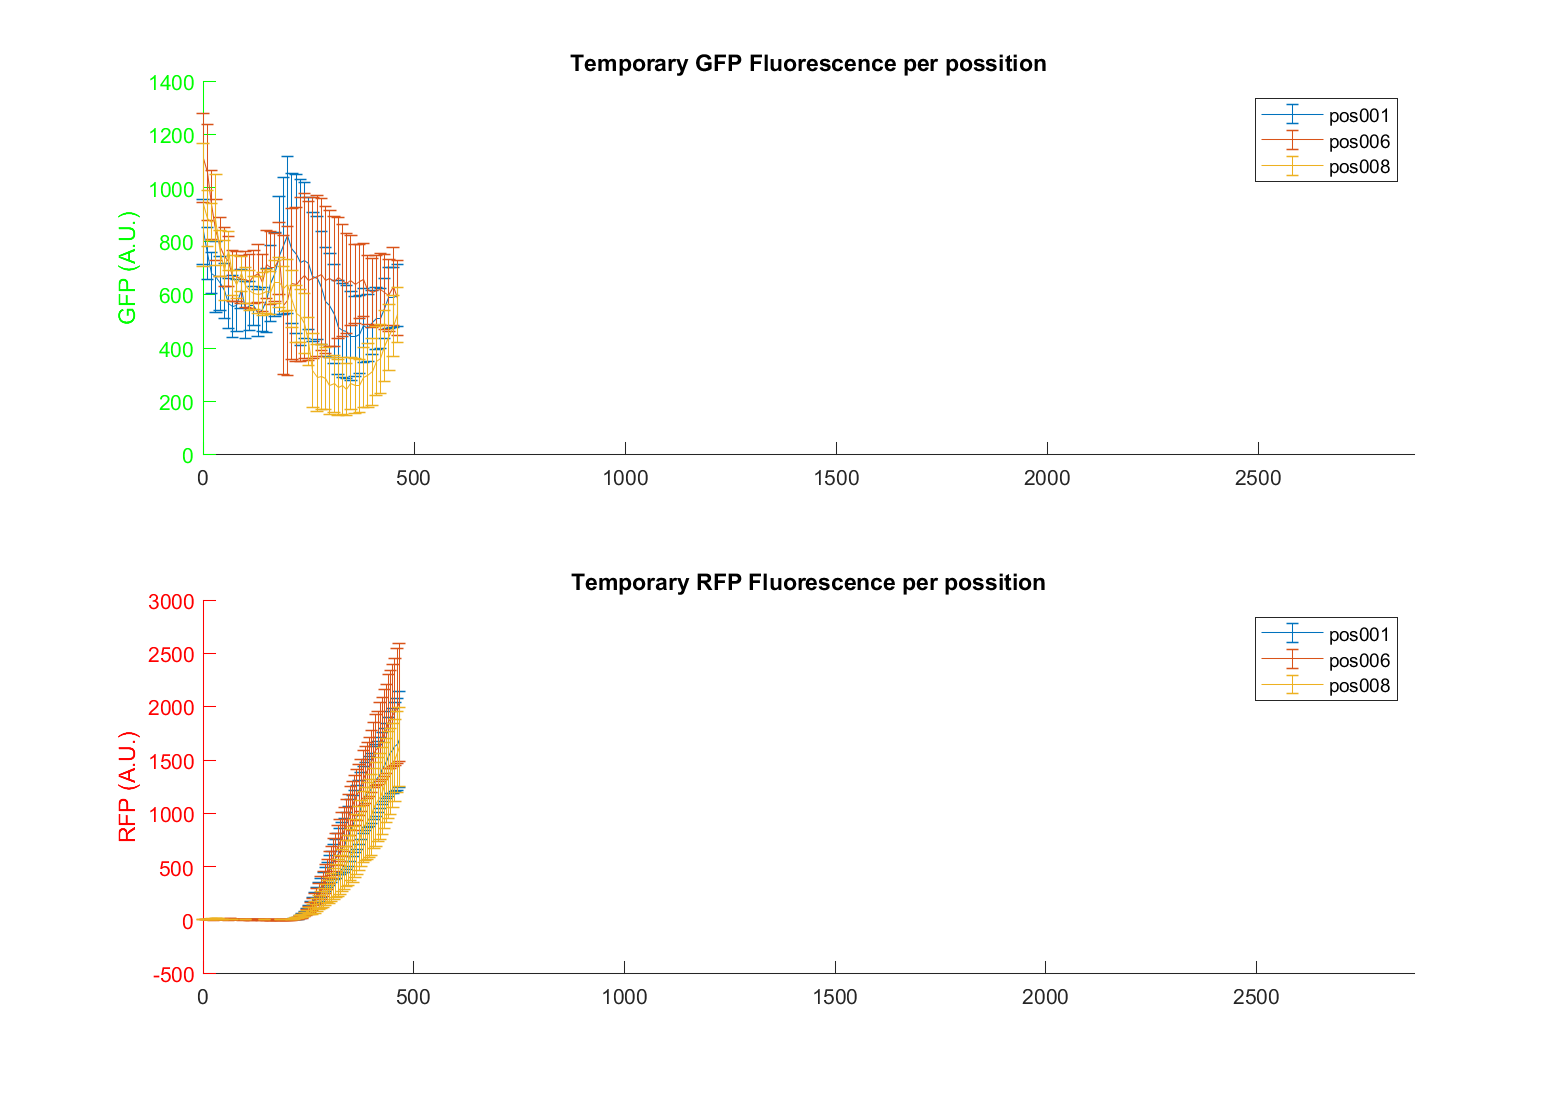 Temporary GFP Fluorescence per possition
1400
1200
1000
800
600
400
200
0
GFP (A.U.)
pos001
pos006
pos008
0 500 1000 1500 2000 2500
Temporary RFP Fluorescence per possition
3000
2500
2000
1500
1000
500
0
-500
RFP (A.U.)
pos001
pos006
pos008
0 500 1000 1500 2000 2500